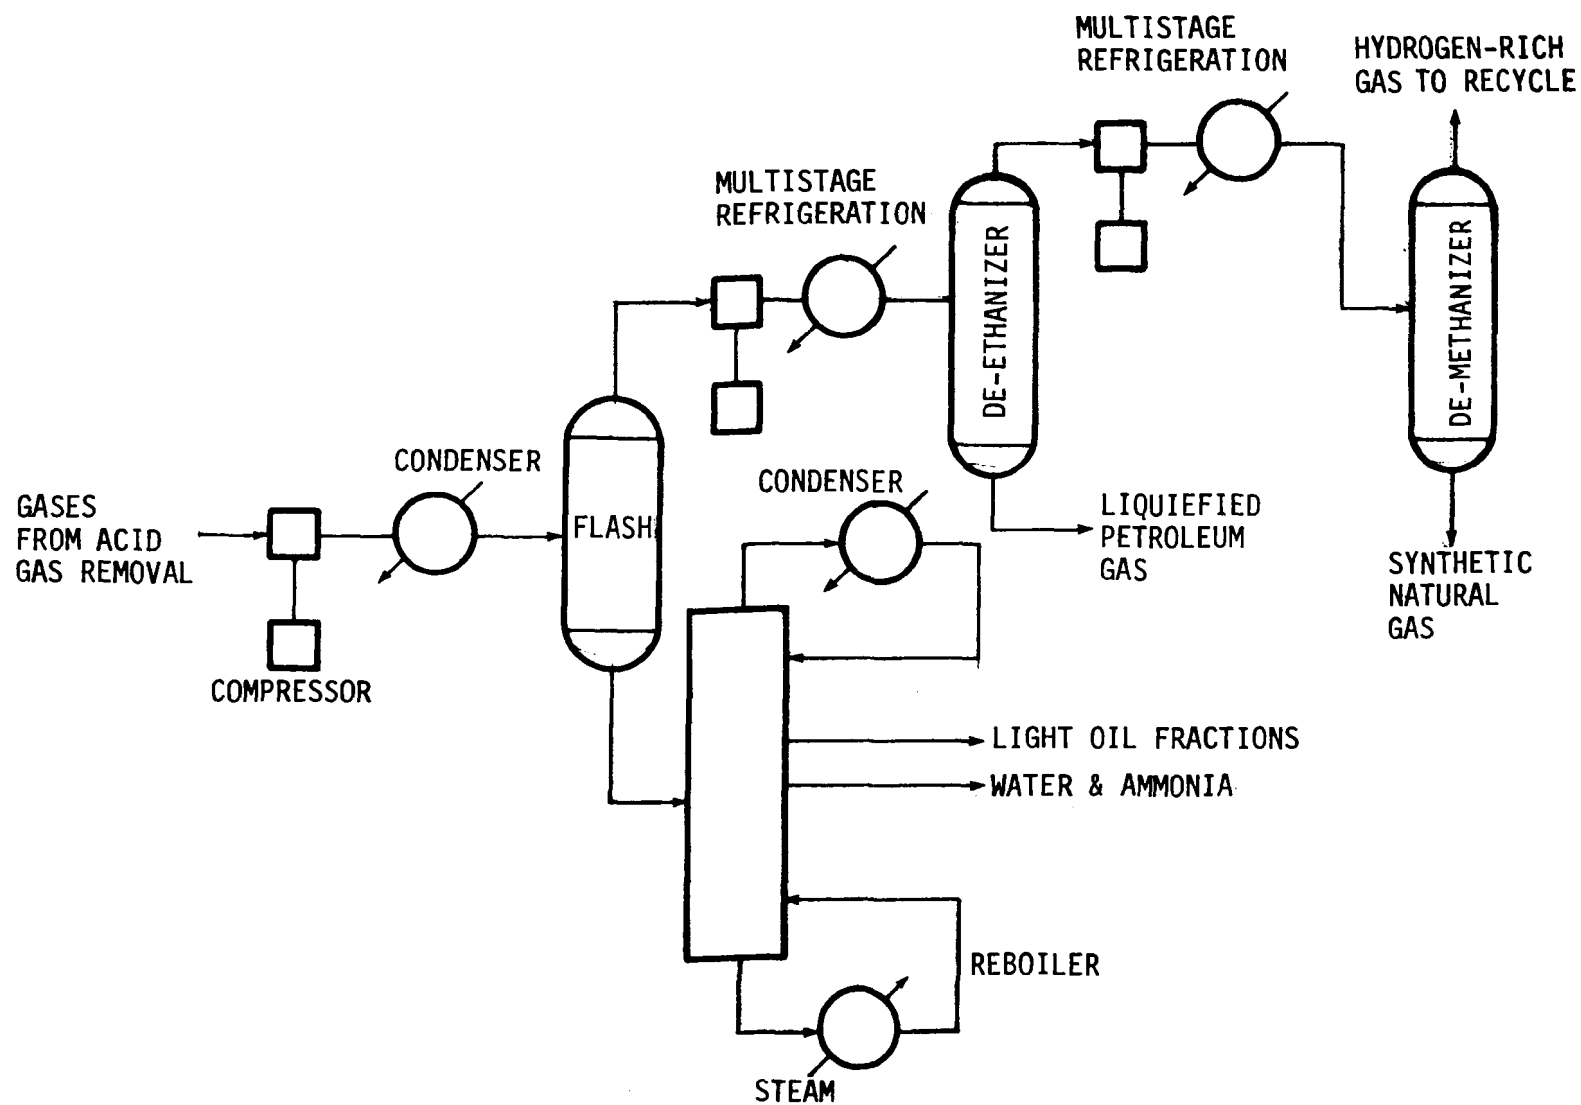 MULTISTAGE
REFRIGERATION
HYDROGEN-RICH
GAS TO RECYCLE
MULTISTAGE
REFRIGERATION
DE-ETHANIZER
DE-METHANIZER
CONDENSER
GASES
FROM ACID
GAS REMOVAL
FLASH
COMPRESSOR
CONDENSER
LIQUIEFIED
PETROLEUM
GAS
SYNTHETIC
NATURAL
GAS
LIGHT OIL FRACTIONS
WATER & AMMONIA
REBOILER
STEAM